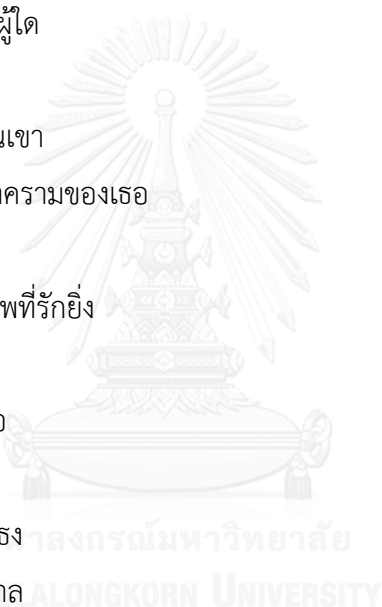 ผู้ใด
นเขา
ครามของเธอ
พที่รักยิ่ง
อ
ธง
าลงกรณ์มหาวิทยาลัย
าล
ALONGKORN UNIVERSITY